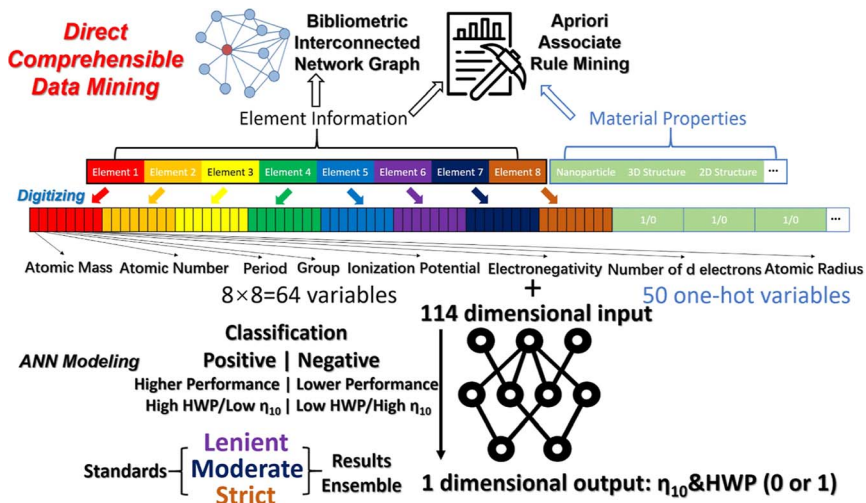 Direct
Comprehensible
Data Mining
Bibliometric
Interconnected
Network Graph
Apriori
Associate
Rule Mining
Element Information
Material Properties
Element 1 Element 2 Element 3 Element 4 Element 5 Element 6 Element 7 Element 8 Nanoparticle 3D Structure 2D Structure ...
Digitizing
1/0 1/0 1/0 ...
Atomic Mass Atomic Number Period Group Ionization Potential Electronegativity Number of d electrons Atomic Radius
8×8=64 variables + 50 one-hot variables
114 dimensional input
Classification
ANN Modeling
Positive | Negative
Higher Performance | Lower Performance
High HWP/Low η10 | Low HWP/High η10
Standards
Lenient
Moderate
Strict
Results
Ensemble
1 dimensional output: η10&HWP (0 or 1)